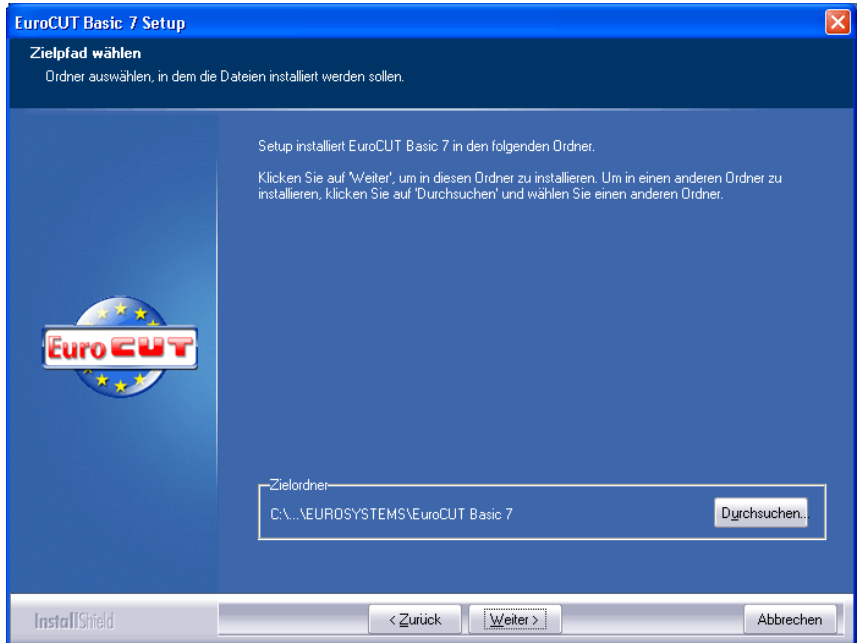 EuroCUT Basic 7 Setup
Zielpfad wählen
Ordner auswählen, in dem die Dateien installiert werden sollen.
Setup installiert EuroCUT Basic 7 in den folgenden Ordner.
Klicken Sie auf 'Weiter', um in diesen Ordner zu installieren. Um in einen anderen Ordner zu
installieren, klicken Sie auf 'Durchsuchen' und wählen Sie einen anderen Ordner.
Euro CUT
Zielordner
C:\...\EUROSYSTEMS\EuroCUT Basic 7
Durchsuchen...
InstallShield
< Zurück
Weiter >
Abbrechen